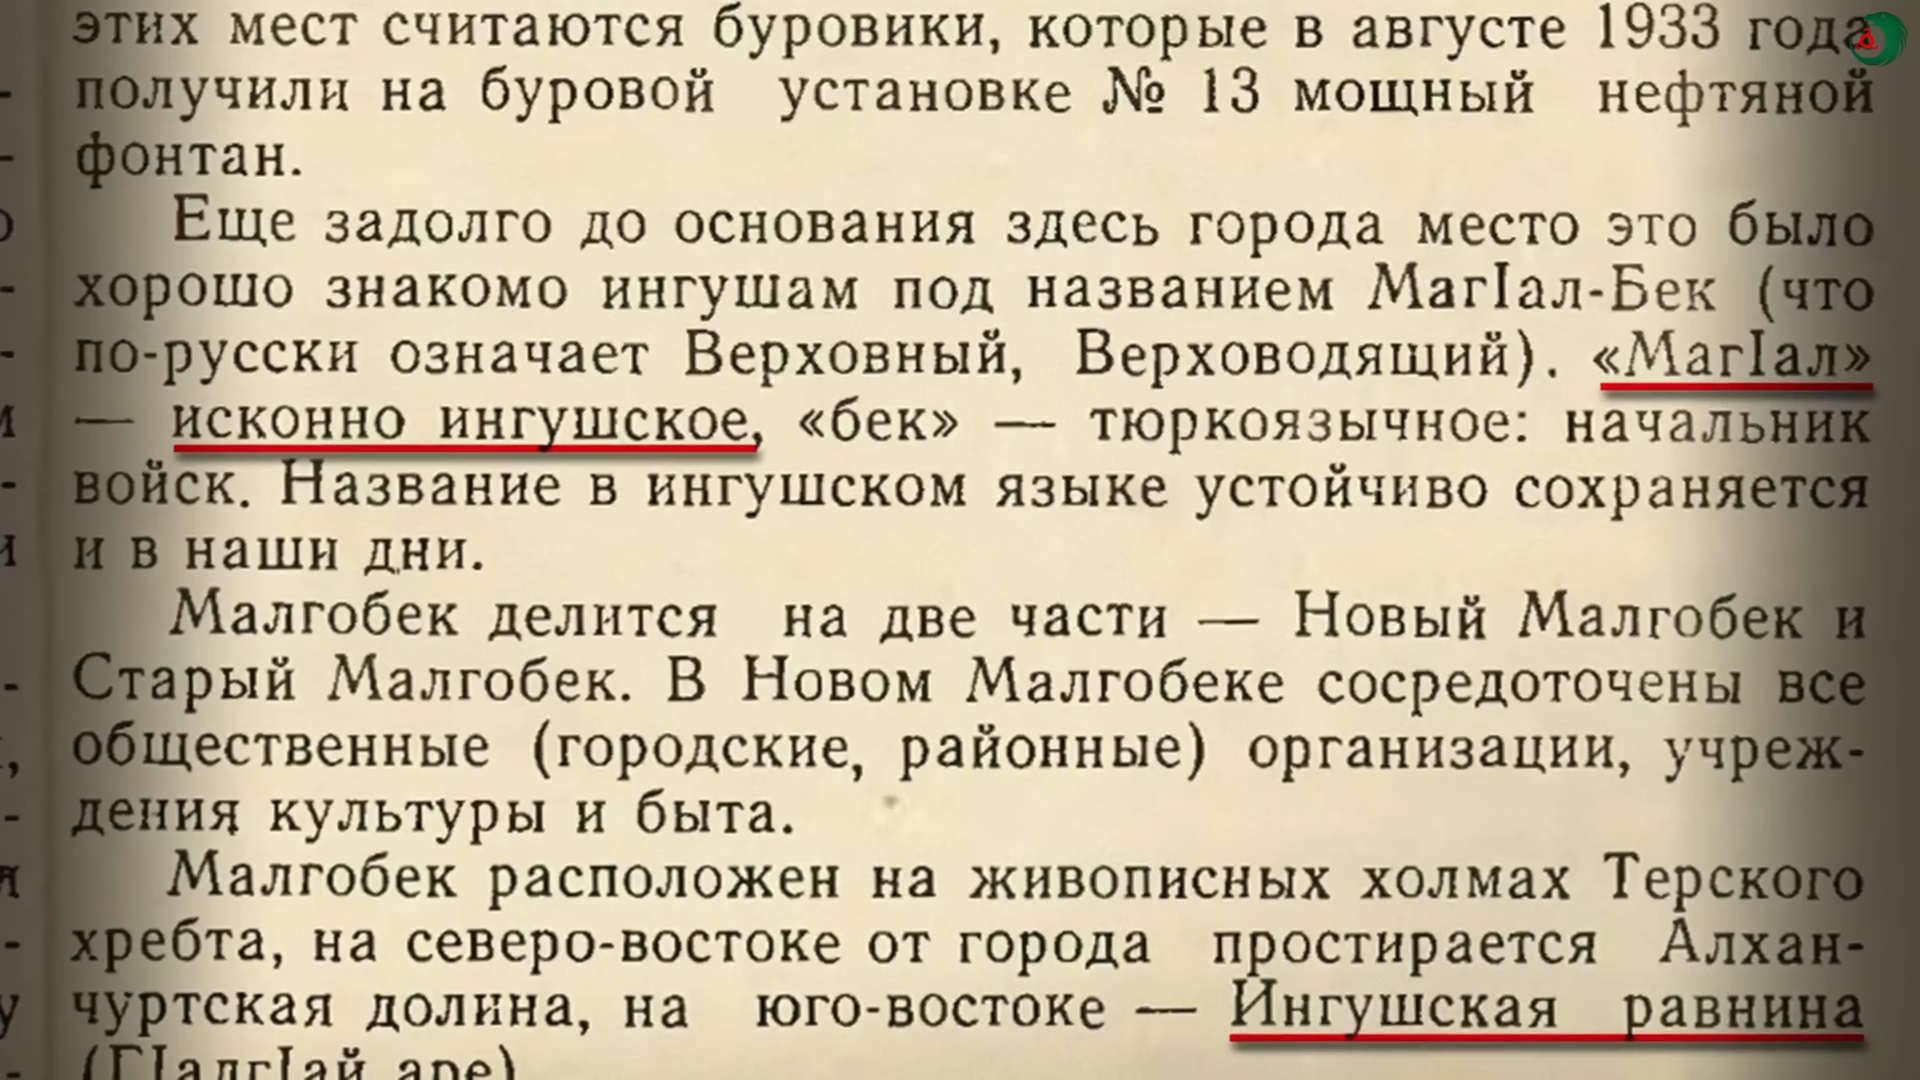 этих мест считаются буровики, которые в августе 1933 года
получили на буровой установке № 13 мощный нефтяной
фонтан.
Еще задолго до основания здесь города место это было
хорошо знакомо ингушам под названием МагӀал-Бек (что
по-русски означает Верховный, Верховодящий). «МагӀал»
— исконно ингушское, «бек» — тюркоязычное: начальник
войск. Название в ингушском языке устойчиво сохраняется
и в наши дни.
Малгобек делится на две части — Новый Малгобек и
Старый Малгобек. В Новом Малгобеке сосредоточены все
общественные (городские, районные) организации, учреж-
дения культуры и быта.
Малгобек расположен на живописных холмах Терского
хребта, на северо-востоке от города простирается Алхан-
чуртская долина, на юго-востоке — Ингушская равнина
(ГӀалгӀай аре)